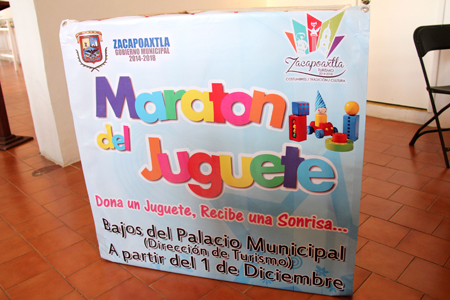 ZACAPOAXTLA
GOBIERNO MUNICIPAL
2014-2018
Zacapoaxtla
TURISMO
Maraton
del Juguete
Dona un Juguete, Recibe una Sonrisa...
Bajos del Palacio Municipal
(Dirección de Turismo)
A partir del 1 de Diciembre